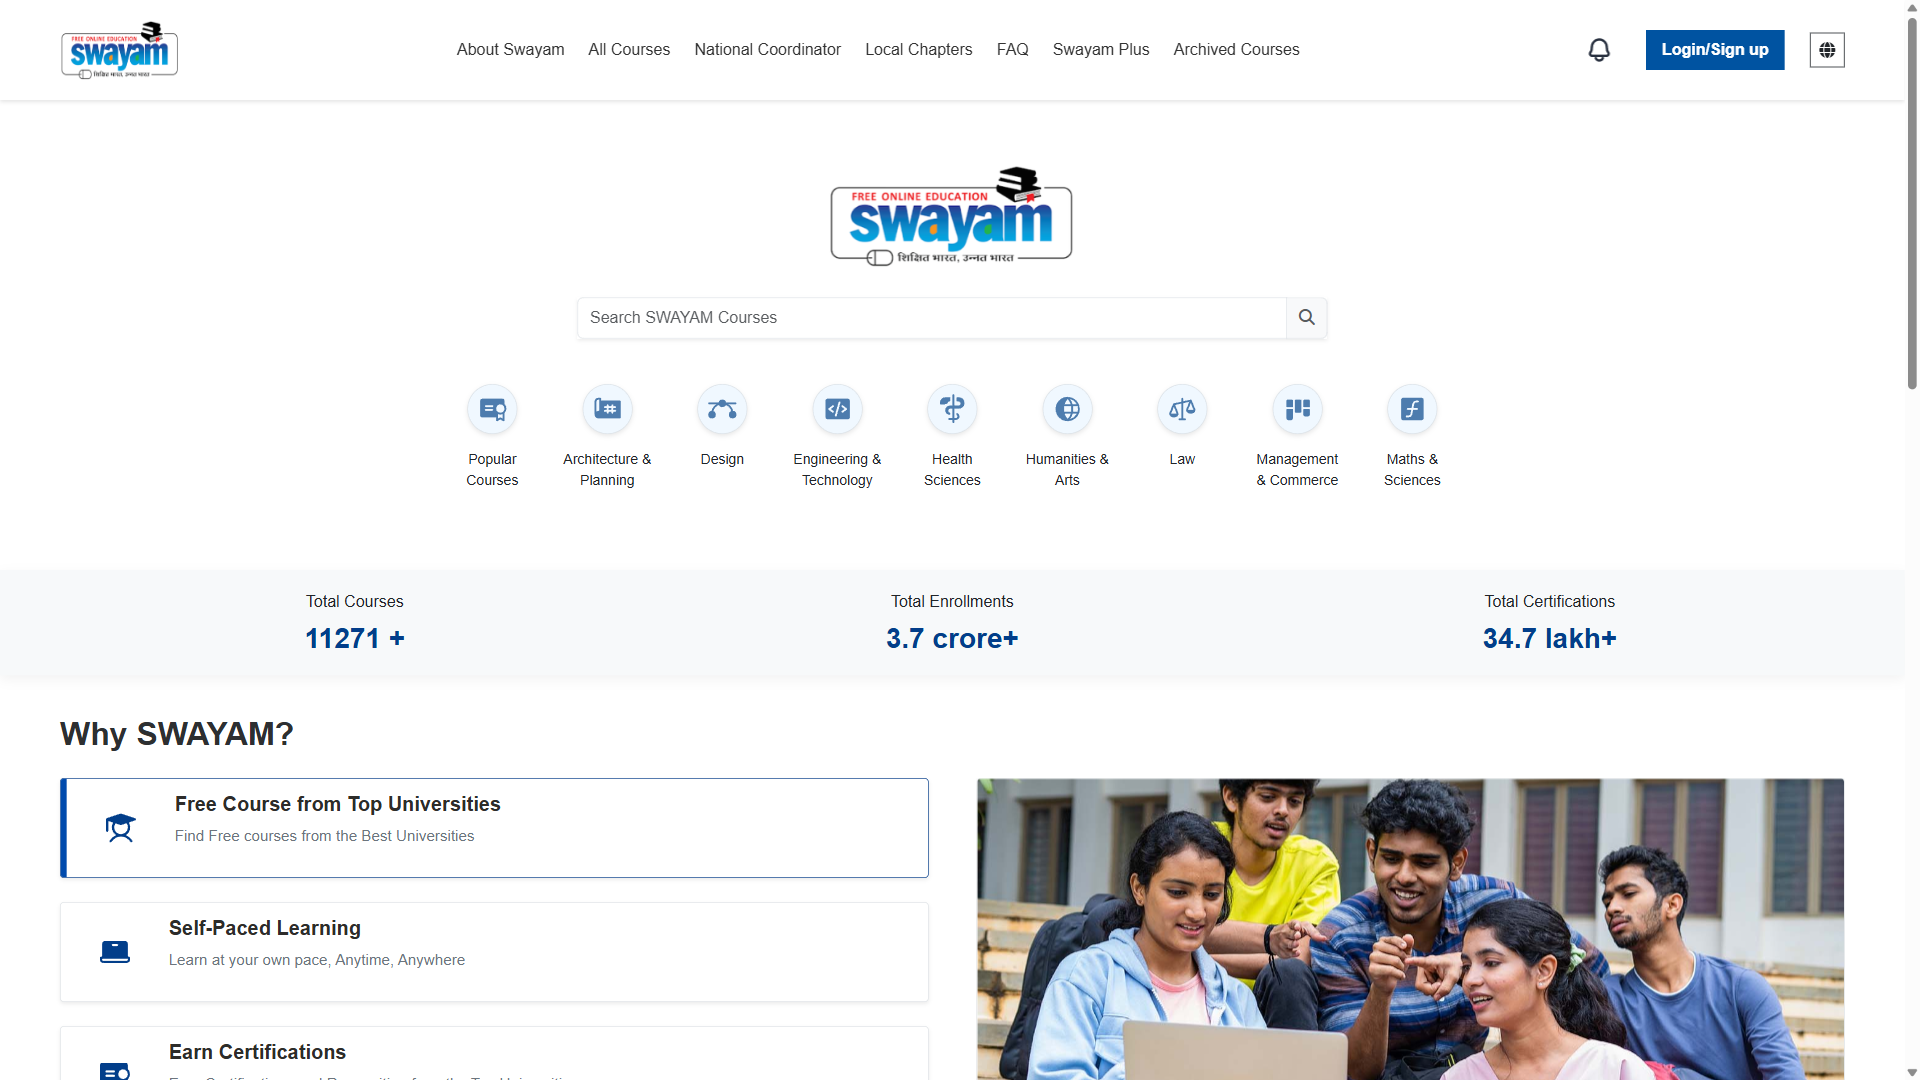 FREE ONLINE EDUCATION
swayam
शिक्षित भारत, उन्नत भारत
About Swayam
All Courses
National Coordinator
Local Chapters
FAQ
Swayam Plus
Archived Courses
Login/Sign up
FREE ONLINE EDUCATION
swayam
शिक्षित भारत, उन्नत भारत
Search SWAYAM Courses
Popular
Courses
Architecture &
Planning
Design
Engineering &
Technology
Health
Sciences
Humanities &
Arts
Law
Management
& Commerce
Maths &
Sciences
Total Courses
11271 +
Total Enrollments
3.7 crore+
Total Certifications
34.7 lakh+
Why SWAYAM?
Free Course from Top Universities
Find Free courses from the Best Universities
Self-Paced Learning
Learn at your own pace, Anytime, Anywhere
Earn Certifications